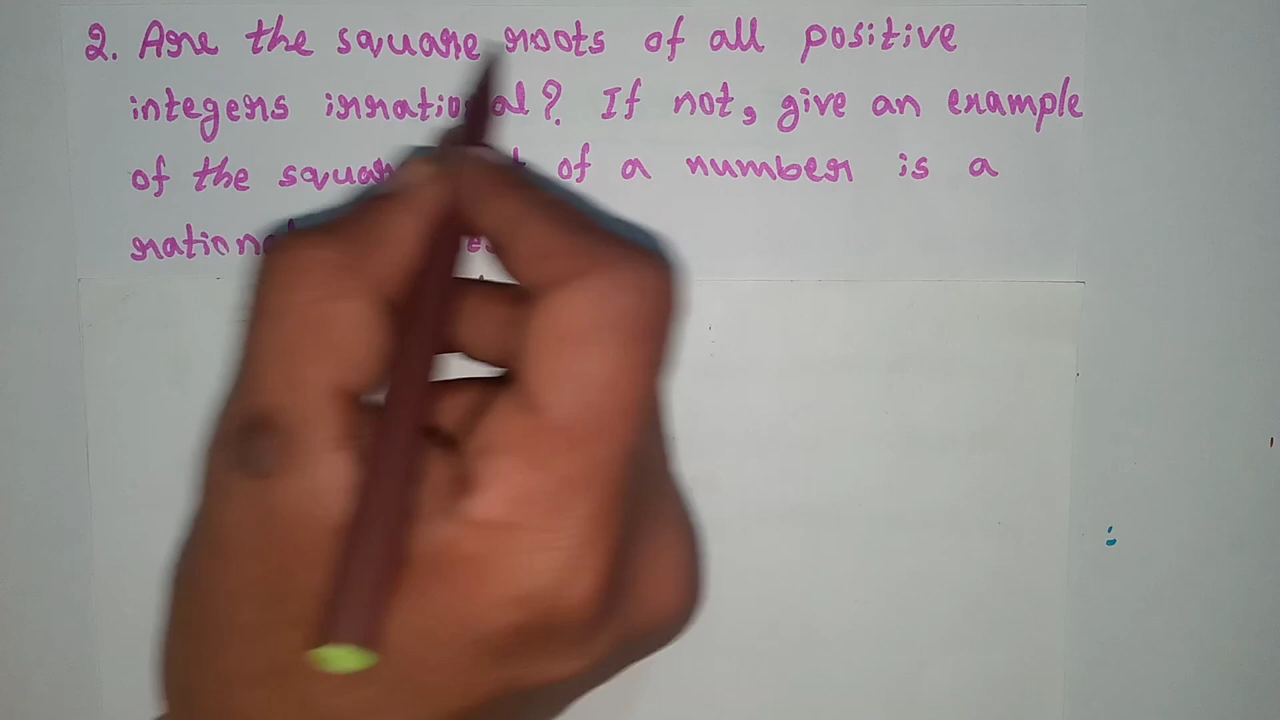 2. Are the square roots of all positive
integers irrational? If not, give an example
of the square of a number is a